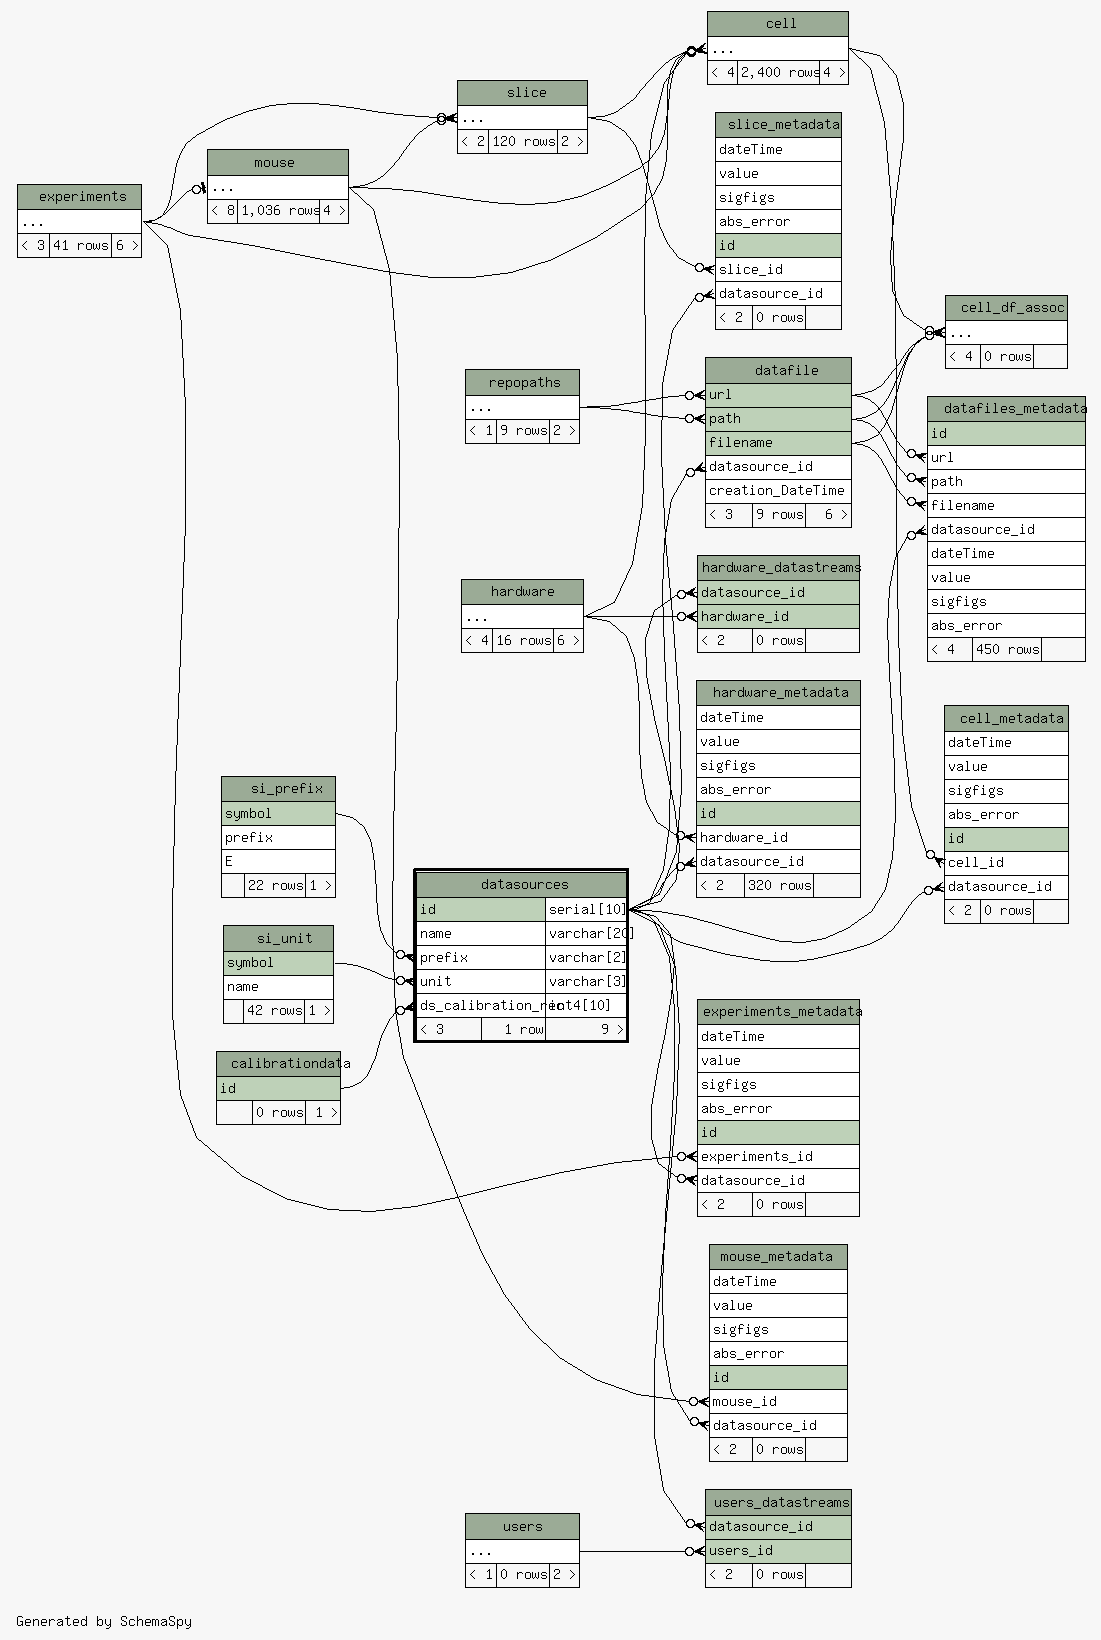 cell
...
< 4 2,400 rows 4 >
slice
...
< 2 120 rows 2 >
slice_metadata
dateTime
value
sigfigs
abs_error
id
slice_id
datasource_id
< 2 0 rows
mouse
...
< 8 1,036 rows 4 >
experiments
...
< 3 41 rows 6 >
cell_df_assoc
...
< 4 0 rows
repopaths
...
< 1 9 rows 2 >
datafile
url
path
filename
datasource_id
creation_DateTime
< 3 9 rows 6 >
datafiles_metadata
id
url
path
filename
datasource_id
dateTime
value
sigfigs
abs_error
< 4 450 rows
hardware_datastreams
datasource_id
hardware_id
< 2 0 rows
hardware
...
< 4 16 rows 6 >
hardware_metadata
dateTime
value
sigfigs
abs_error
id
hardware_id
datasource_id
< 2 320 rows
cell_metadata
dateTime
value
sigfigs
abs_error
id
cell_id
datasource_id
< 2 0 rows
si_prefix
symbol
prefix
E
22 rows 1 >
datasources
id serial[10]
name varchar[20]
prefix varchar[2]
unit varchar[3]
int4[10]
< 3 1 row 9 >
si_unit
symbol
name
42 rows 1 >
calibrationdata
id
0 rows 1 >
experiments_metadata
dateTime
value
sigfigs
abs_error
id
experiments_id
datasource_id
< 2 0 rows
mouse_metadata
dateTime
value
sigfigs
abs_error
id
mouse_id
datasource_id
< 2 0 rows
users_datastreams
datasource_id
users_id
< 2 0 rows
users
...
< 1 0 rows 2 >
Generated by SchemaSpy